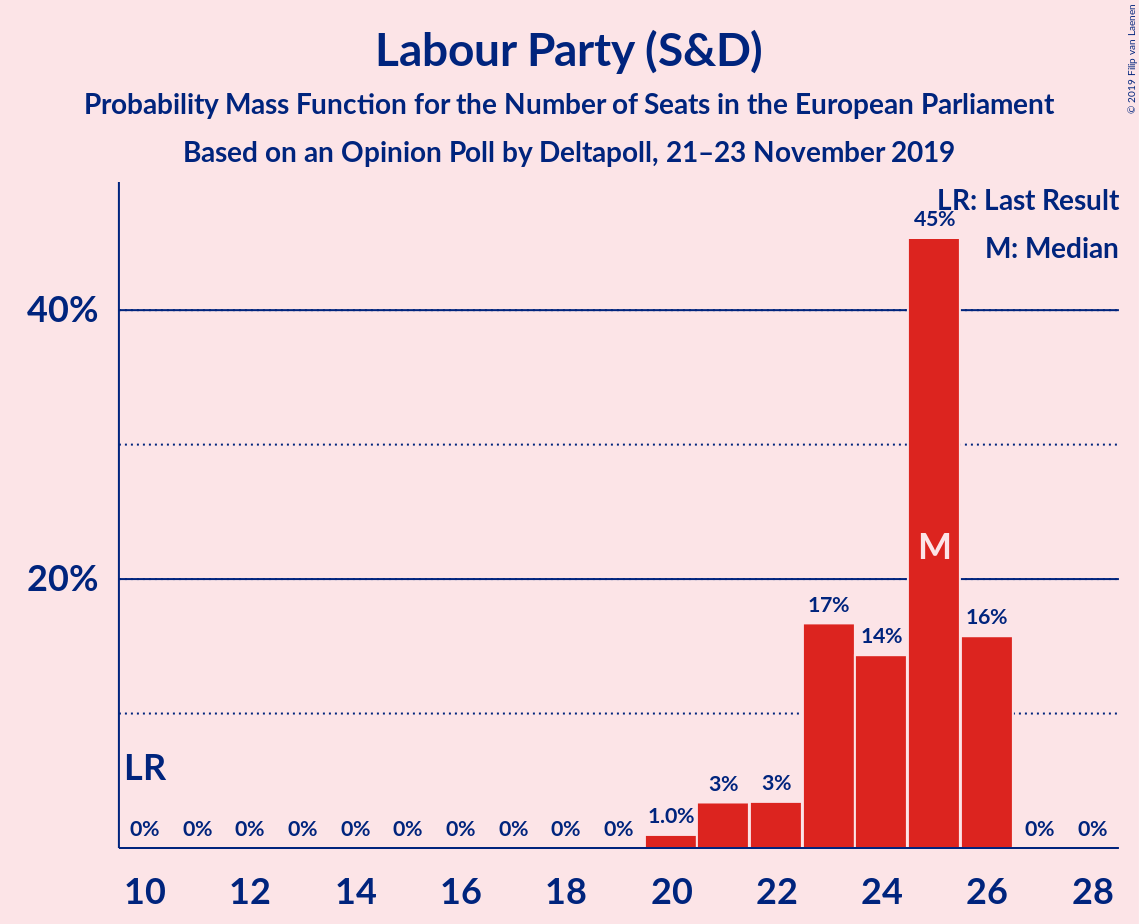 Labour Party (S&D)
Probability Mass Function for the Number of Seats in the European Parliament
Based on an Opinion Poll by Deltapoll, 21–23 November 2019
© 2019 Filip van Laenen
LR: Last Result
M: Median
40%
20%
45%
M
17%
14%
16%
LR
0% 0% 0% 0% 0% 0% 0% 0% 0% 0% 1.0% 3% 3% 0% 0%
10 12 14 16 18 20 22 24 26 28